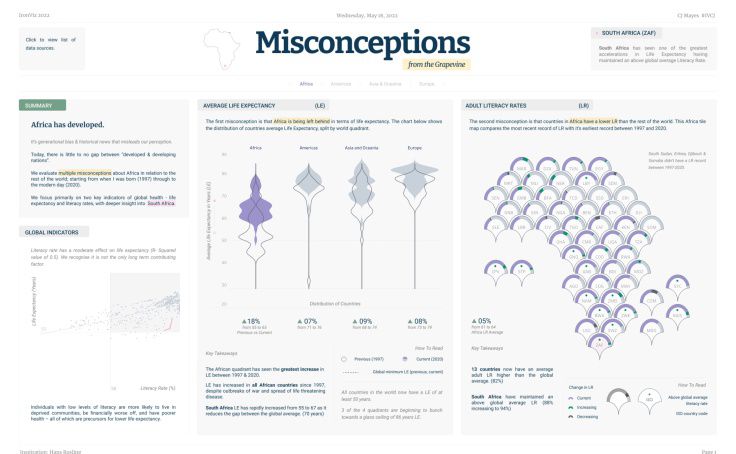 IronViz 2022
Wednesday, May 18, 2022
CJ Mayes #IVCJ
Click to view list of
data sources.
Misconceptions
from the Grapevine
SOUTH AFRICA (ZAF)
South Africa has seen one of the greatest
accelerations in Life Expectancy having
maintained an above global average Literacy Rate.
Africa
Americas
Asia & Oceania
Europe
SUMMARY
Africa has developed.
It's generational bias & historical news that misleads our perception.
Today, there is little to no gap between "developed & developing
nations".
We evaluate multiple misconceptions about Africa in relation to the
rest of the world; starting from when I was born (1997) through to
the modern day (2020).
We focus primarily on two key indicators of global health - life
expectancy and literacy rates, with deeper insight into South Africa.
GLOBAL INDICATORS
Literacy rate has a moderate effect on life expectancy (R- Squared
value of 0.5). We recognise it is not the only long term contributing
factor.
Life Expectancy (Years)
Literacy Rate (%)
Individuals with low levels of literacy are more likely to live in
deprived communities, be financially worse off, and have poorer
health – all of which are precursors for lower life expectancy.
AVERAGE LIFE EXPECTANCY (LE)
The first misconception is that Africa is being left behind in terms of life expectancy. The chart below shows
the distribution of countries average Life Expectancy, split by world quadrant.
Africa
Americas
Asia and Oceania
Europe
Average Life Expectancy in Years (LE)
90
80
70
60
50
40
30
20
Distribution of Countries
▲18%
from 55 to 65
Previous vs Current
▲07%
from 71 to 76
▲09%
from 68 to 74
▲08%
from 73 to 79
Key Takeaways
The African quadrant has seen the greatest increase in
LE between 1997 & 2020.
LE has increased in all African countries since 1997,
despite outbreaks of war and spread of life threatening
disease.
South Africa LE has rapidly increased from 55 to 67 as it
reduces the gap between the global average. (70 years)
How To Read
Previous (1997)
Current (2020)
Global minimum LE (previous, current)
All countries in the world now have a LE of at
least 53 years.
3 of the 4 quadrants are beginning to bunch
towards a glass ceiling of 85 years LE.
ADULT LITERACY RATES (LR)
The second misconception is that countries in Africa have a lower LR than the rest of the world. This Africa tile
map compares the most recent record of LR with its earliest record between 1997 and 2020.
South Sudan, Eritrea, Djibouti &
Somalia didn't have a LR record
between 1997-2020.
▲05%
from 61 to 64
Africa LR Average
Key Takeaways
13 countries now have an average
adult LR higher than the global
average. (82%)
South Africa have maintained an
above global average LR (88%
increasing to 94%)
How To Read
Change in LR
Current
Increasing
Decreasing
ISO
Above global average
literacy rate
ISO country code
Illustration: Hans Roelker
Page 1